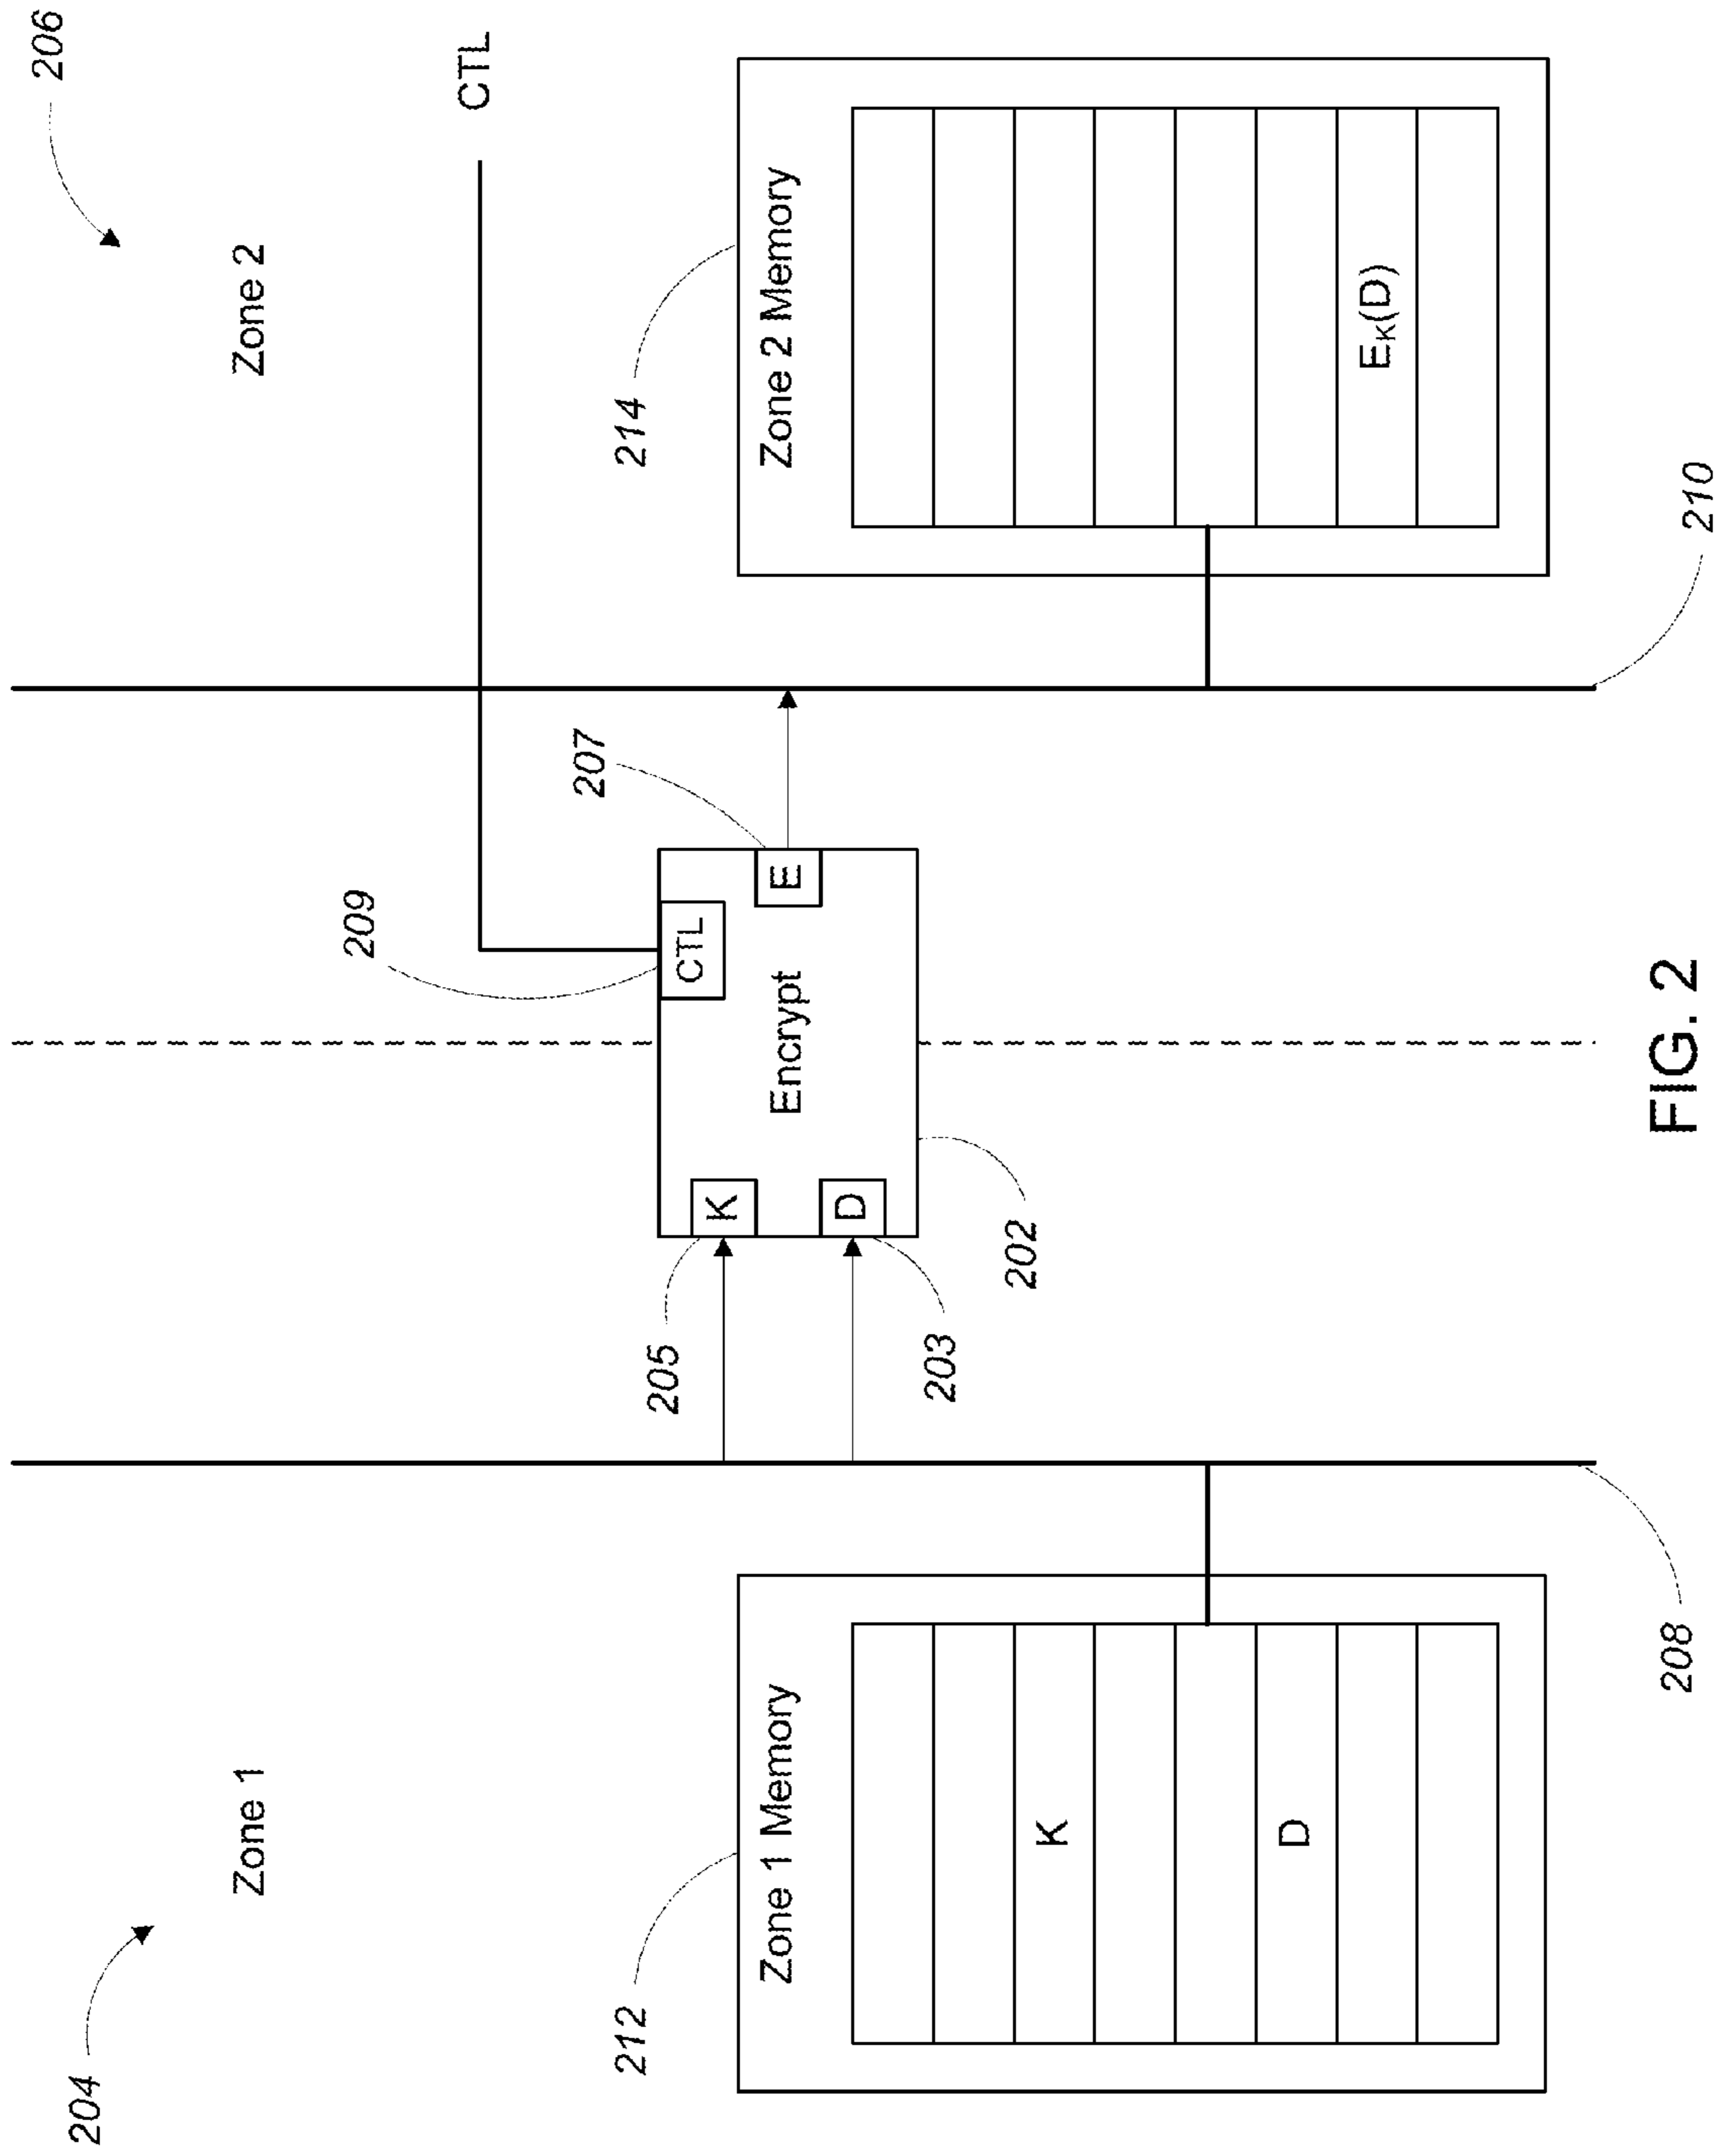 204
206
Zone 1
Zone 2
CTL
209
207
205
203
202
K
D
CTL
E
Encrypt
212
Zone 1 Memory
K
D
214
Zone 2 Memory
E_K(D)
208
210
FIG. 2